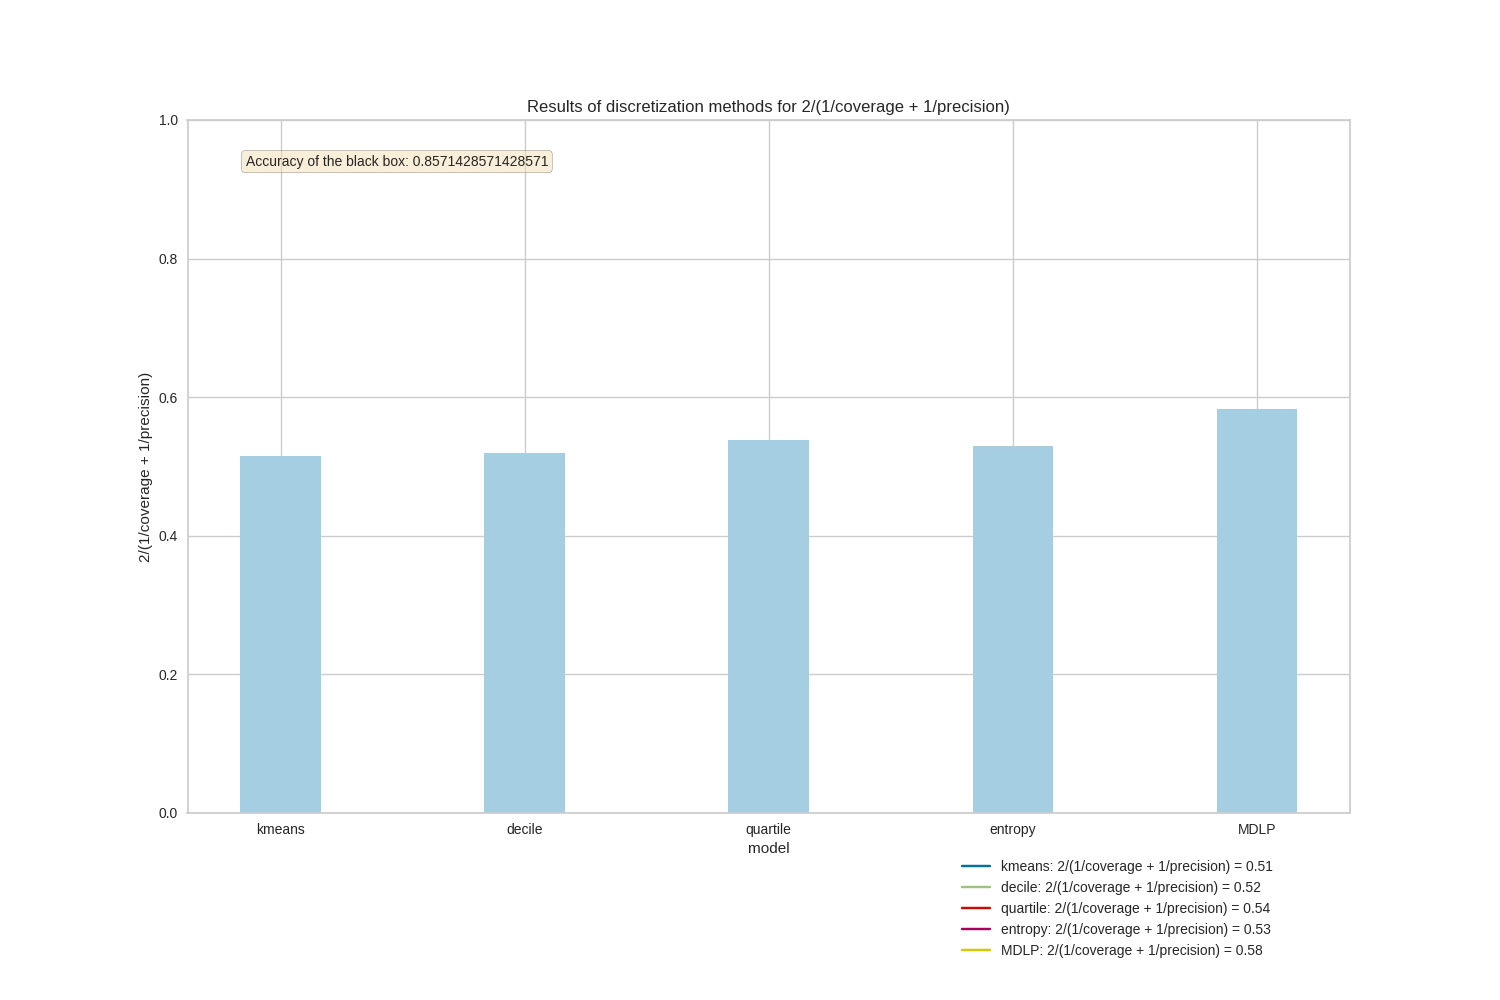 Results of discretization methods for 2/(1/coverage + 1/precision)
1.0
Accuracy of the black box: 0.8571428571428571
0.8
0.6
2/(1/coverage + 1/precision)
0.4
0.2
0.0
kmeans decile quartile entropy MDLP
model
kmeans: 2/(1/coverage + 1/precision) = 0.51
decile: 2/(1/coverage + 1/precision) = 0.52
quartile: 2/(1/coverage + 1/precision) = 0.54
entropy: 2/(1/coverage + 1/precision) = 0.53
MDLP: 2/(1/coverage + 1/precision) = 0.58